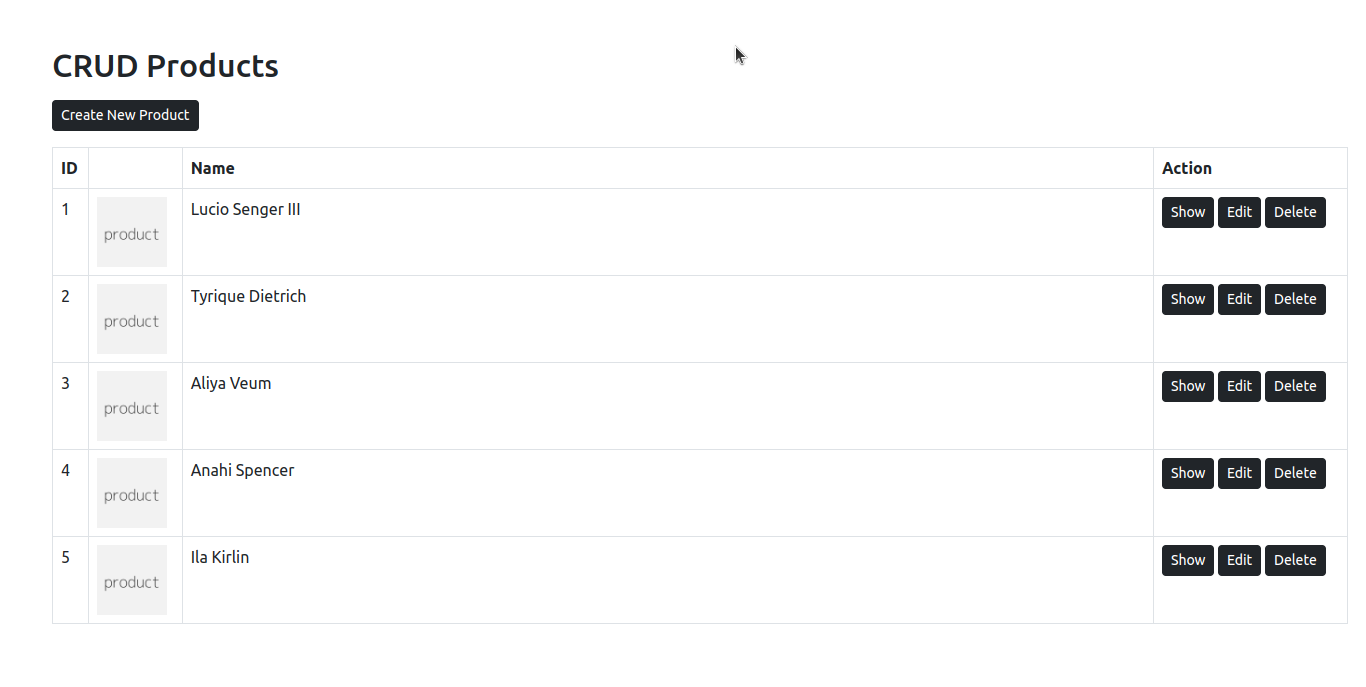 CRUD Products
Create New Product
ID Name Action
1 product Lucio Senger III Show Edit Delete
2 product Tyrique Dietrich Show Edit Delete
3 product Aliya Veum Show Edit Delete
4 product Anahi Spencer Show Edit Delete
5 product Ila Kirlin Show Edit Delete